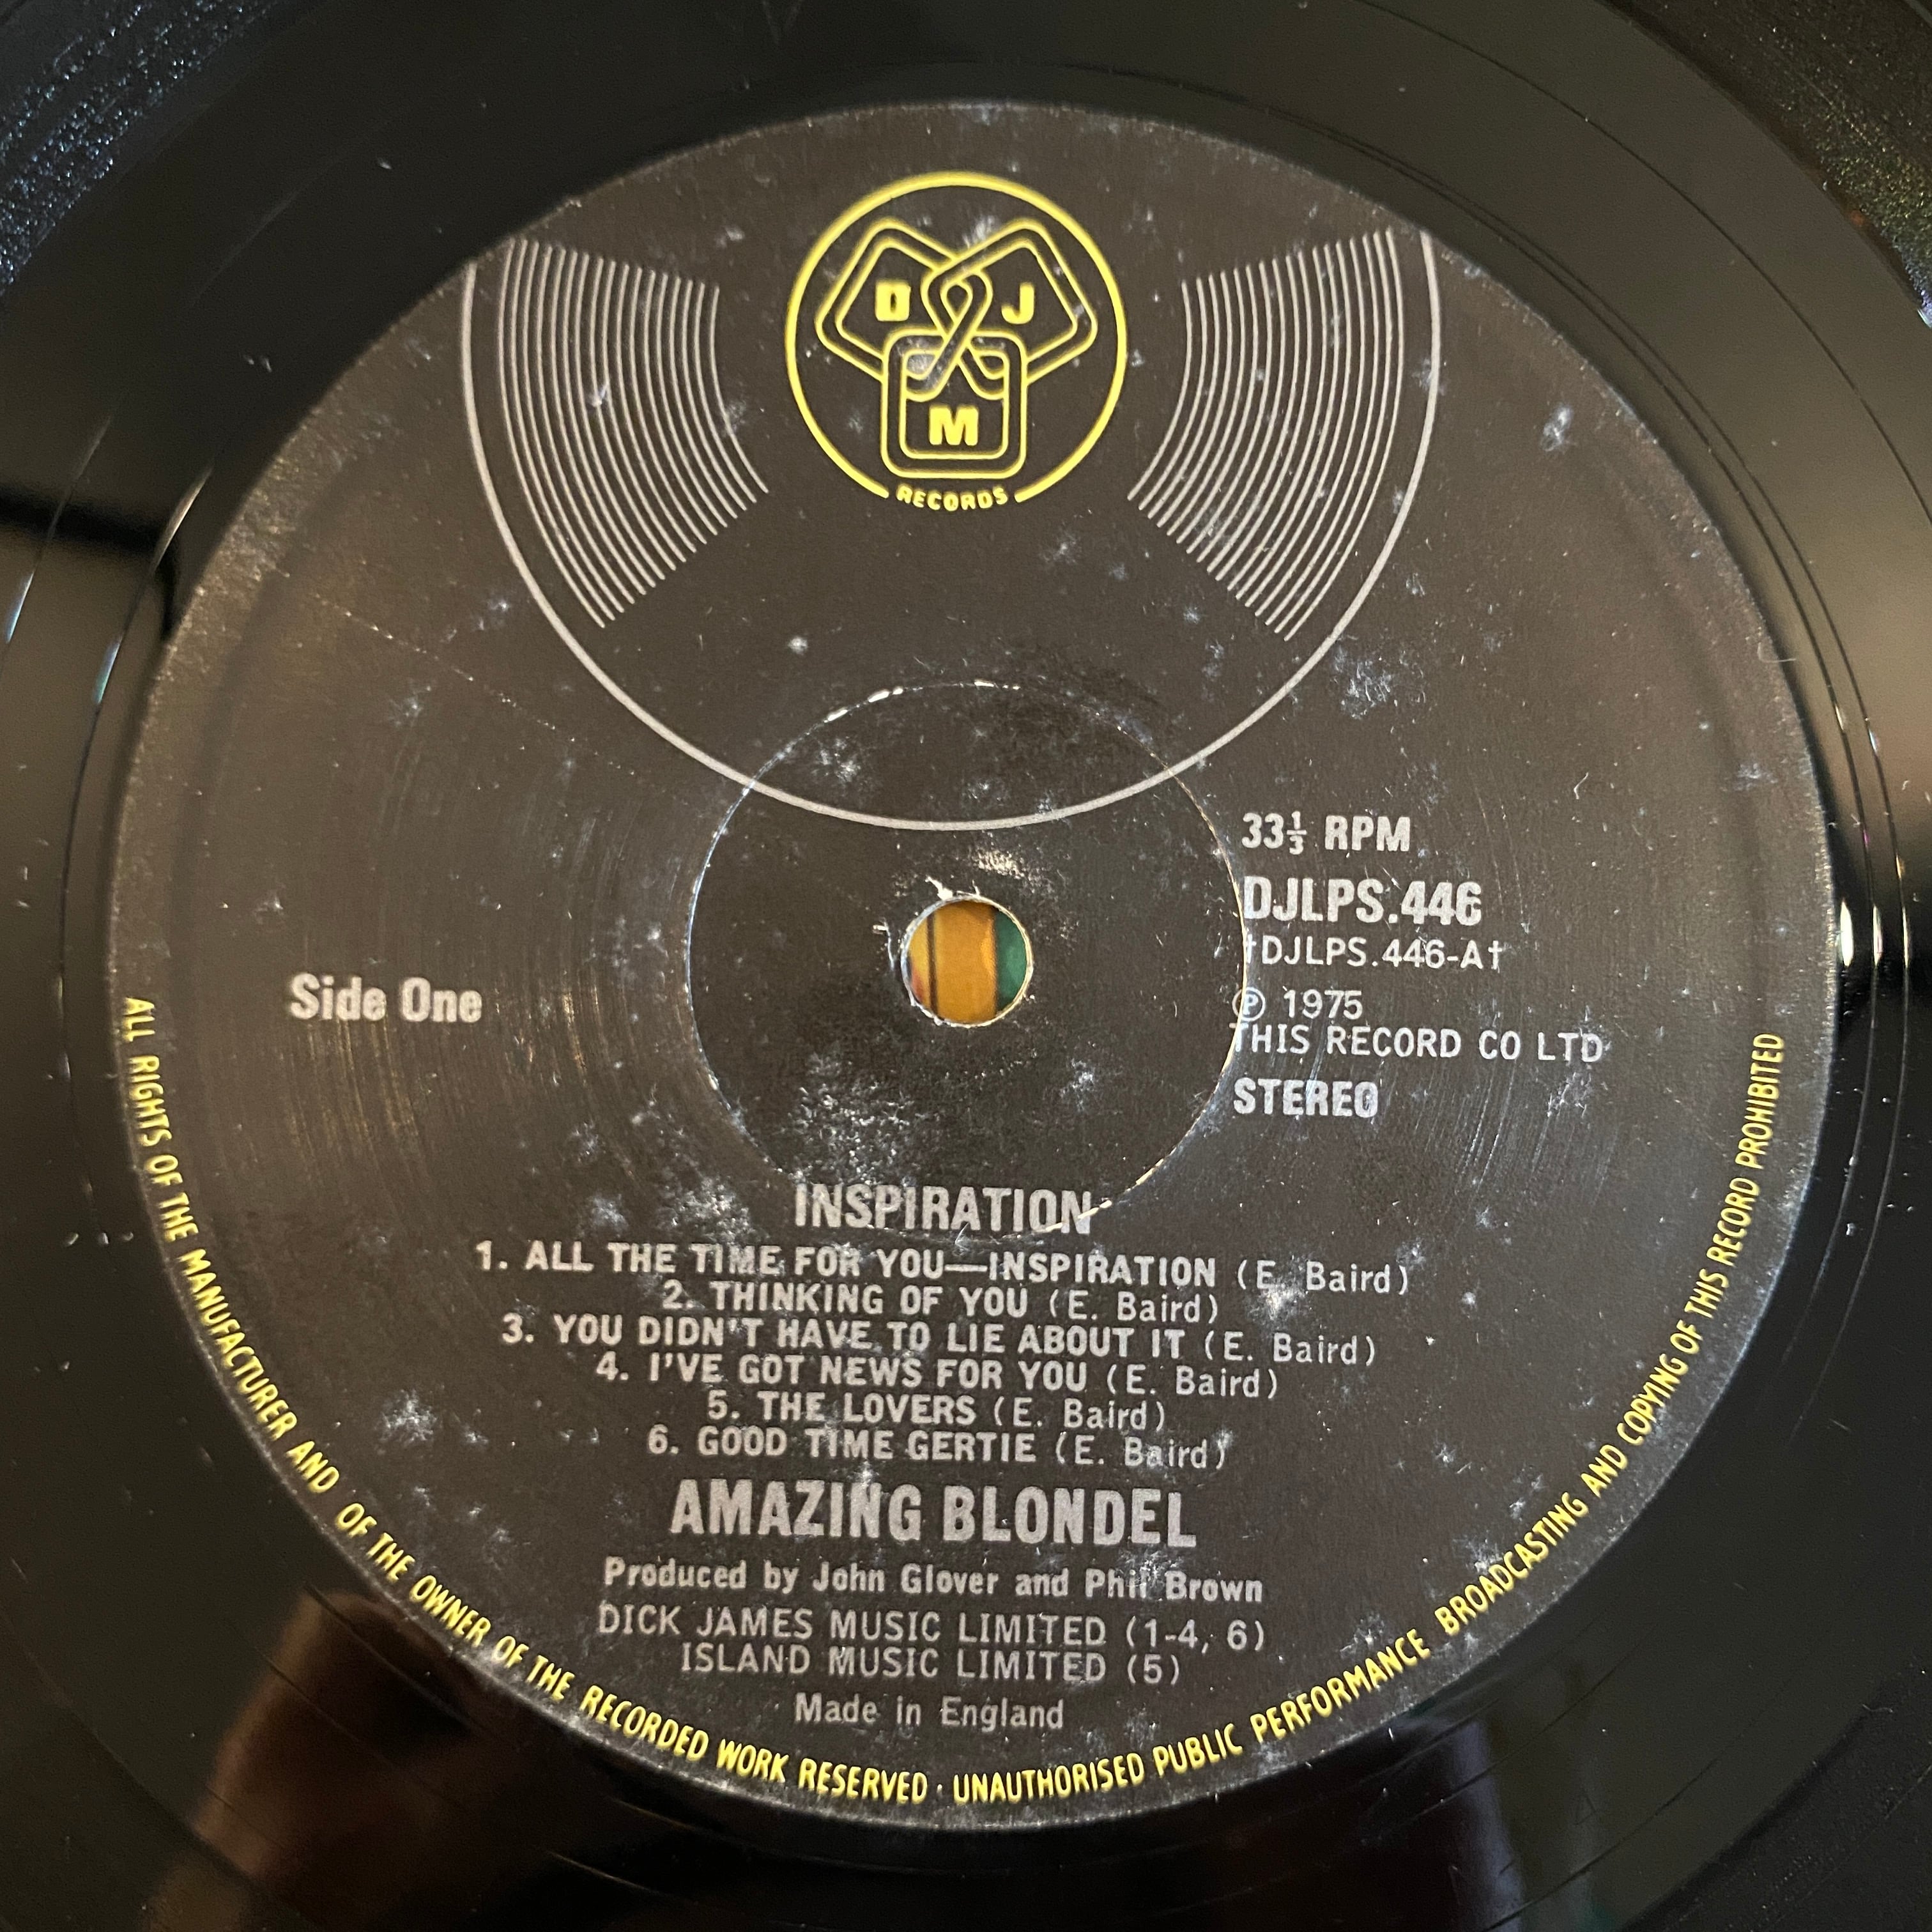 D J
M
RECORDS
33⅓ RPM
DJLPS.446
†DJLPS.446-A†
Ⓟ 1975
THIS RECORD CO LTD
STEREO
Side One
INSPIRATION
1. ALL THE TIME FOR YOU—INSPIRATION (E. Baird)
2. THINKING OF YOU (E. Baird)
3. YOU DIDN'T HAVE TO LIE ABOUT IT (E. Baird)
4. I'VE GOT NEWS FOR YOU (E. Baird)
5. THE LOVERS (E. Baird)
6. GOOD TIME GERTIE (E. Baird)
AMAZING BLONDEL
Produced by John Glover and Phil Brown
DICK JAMES MUSIC LIMITED (1-4, 6)
ISLAND MUSIC LIMITED (5)
Made in England
ALL RIGHTS OF THE MANUFACTURER AND OF THE OWNER OF THE RECORDED WORK RESERVED · UNAUTHORISED PUBLIC PERFORMANCE BROADCASTING AND COPYING OF THIS RECORD PROHIBITED